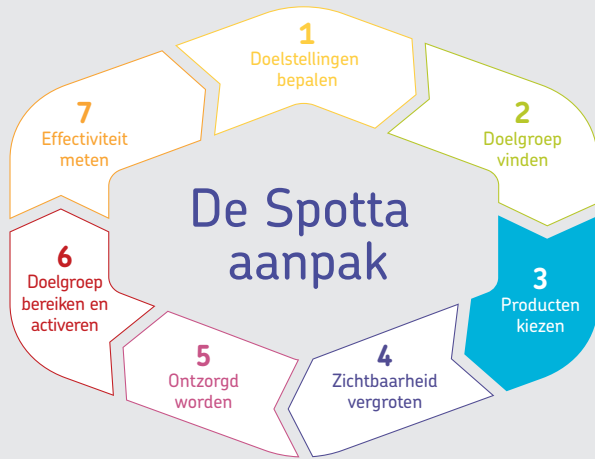 De Spotta
aanpak
1
Doelstellingen
bepalen
2
Doelgroep
vinden
3
Producten
kiezen
4
Zichtbaarheid
vergroten
5
Ontzorgd
worden
6
Doelgroep
bereiken en
activeren
7
Effectiviteit
meten